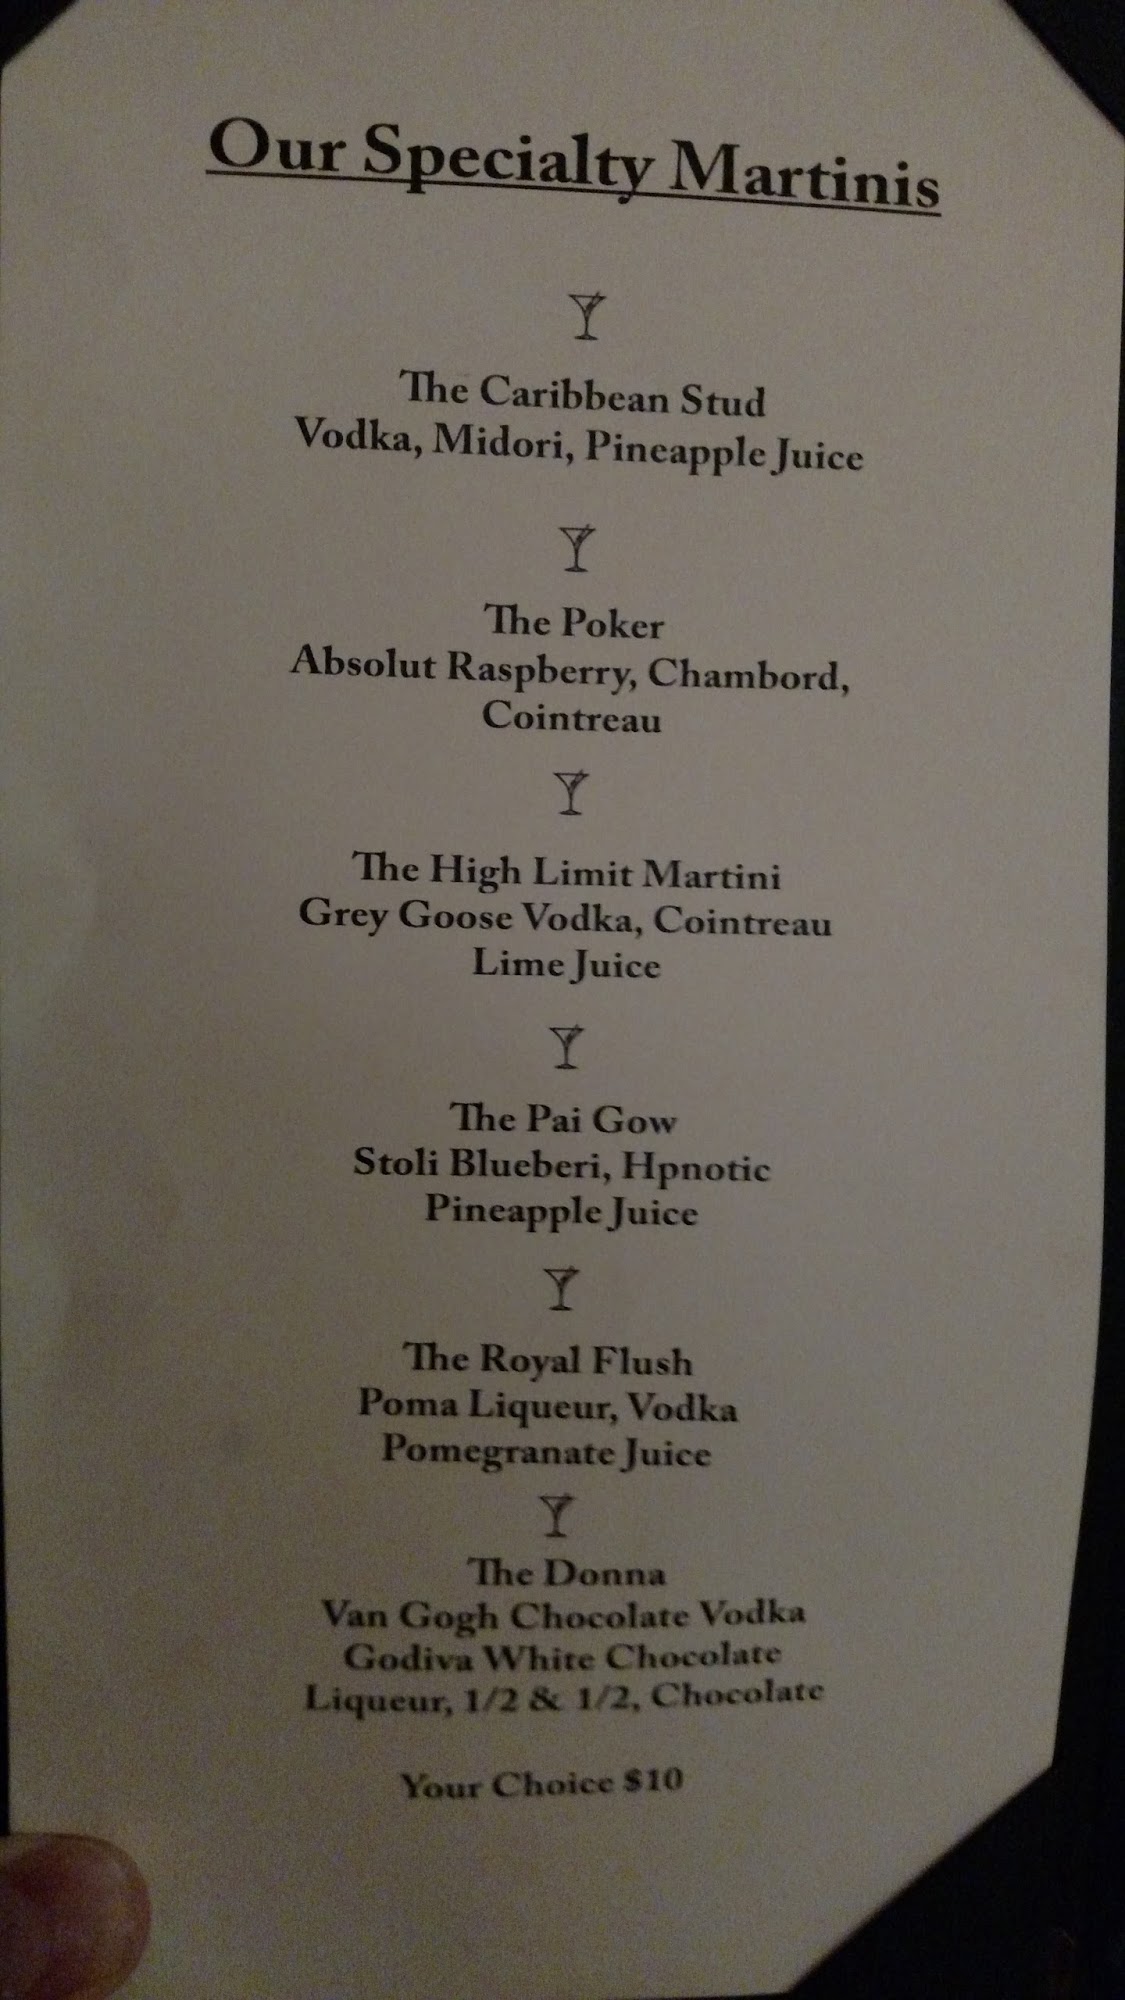 Our Specialty Martinis
The Caribbean Stud
Vodka, Midori, Pineapple Juice
The Poker
Absolut Raspberry, Chambord,
Cointreau
The High Limit Martini
Grey Goose Vodka, Cointreau
Lime Juice
The Pai Gow
Stoli Blueberi, Hpnotic
Pineapple Juice
The Royal Flush
Poma Liqueur, Vodka
Pomegranate Juice
The Donna
Van Gogh Chocolate Vodka
Godiva White Chocolate
Liqueur, 1/2 & 1/2, Chocolate
Your Choice $10